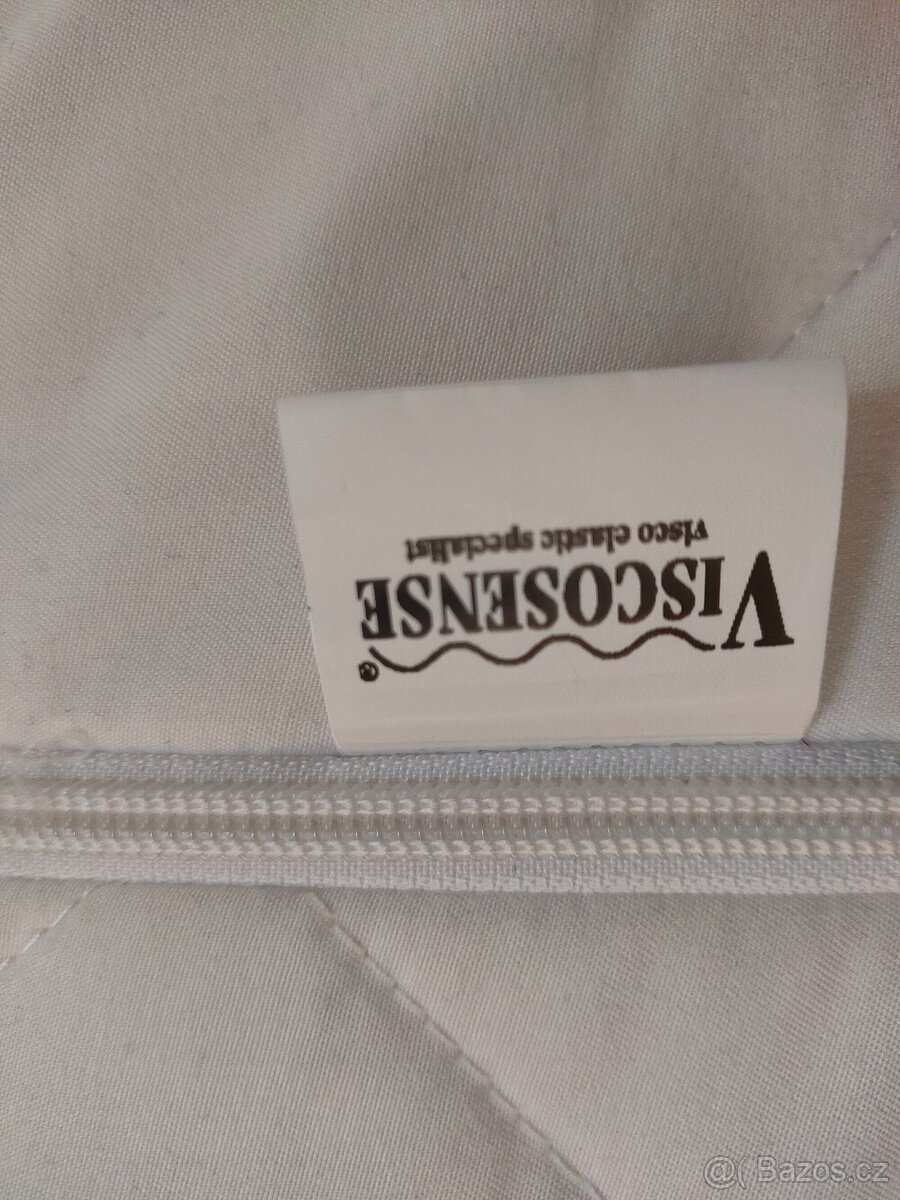 VISCOSENSE®
visco elastic specialist
@( Bazos.cz